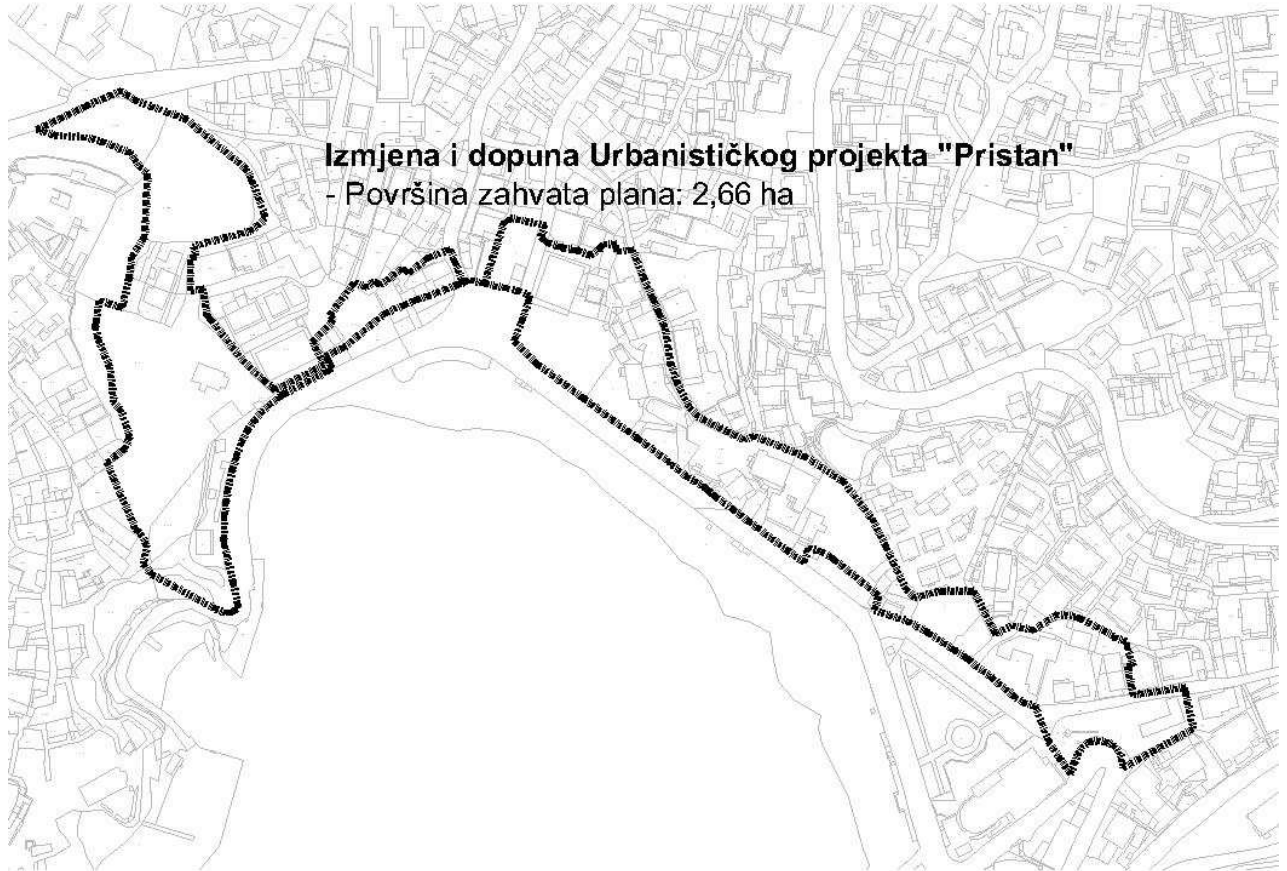 Izmjena i dopuna Urbanističkog projekta "Pristan"
- Površina zahvata plana: 2,66 ha